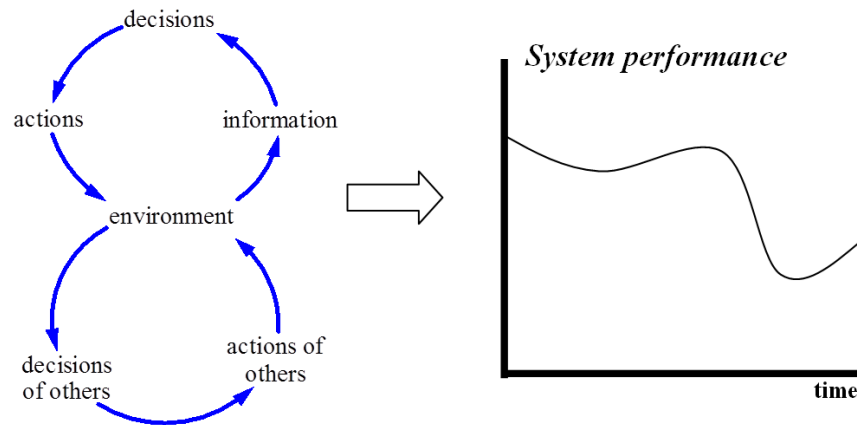 decisions
actions
information
environment
decisions
of others
actions of
others
System performance
time